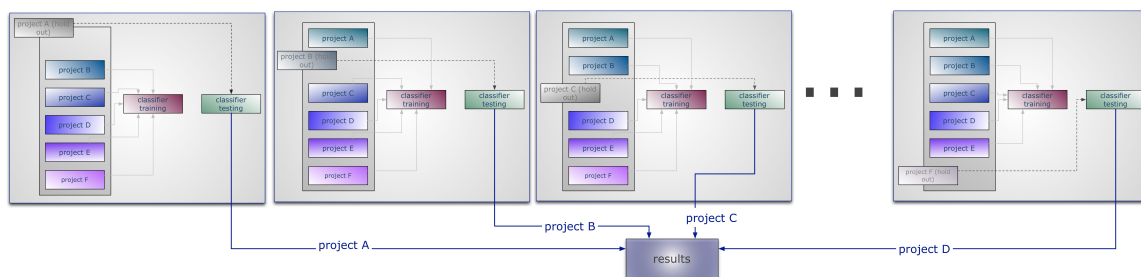 project A (hold
out)
project B
project C
project D
project E
project F
classifier
training
classifier
testing
project A
project B (hold
out)
project C
project D
project E
project F
classifier
training
classifier
testing
project A
project B
project C (hold
out)
project D
project E
project F
classifier
training
classifier
testing
project A
project B
project C
project D
project E
project F (hold
out)
classifier
training
classifier
testing
project A
project B
project C
project D
results